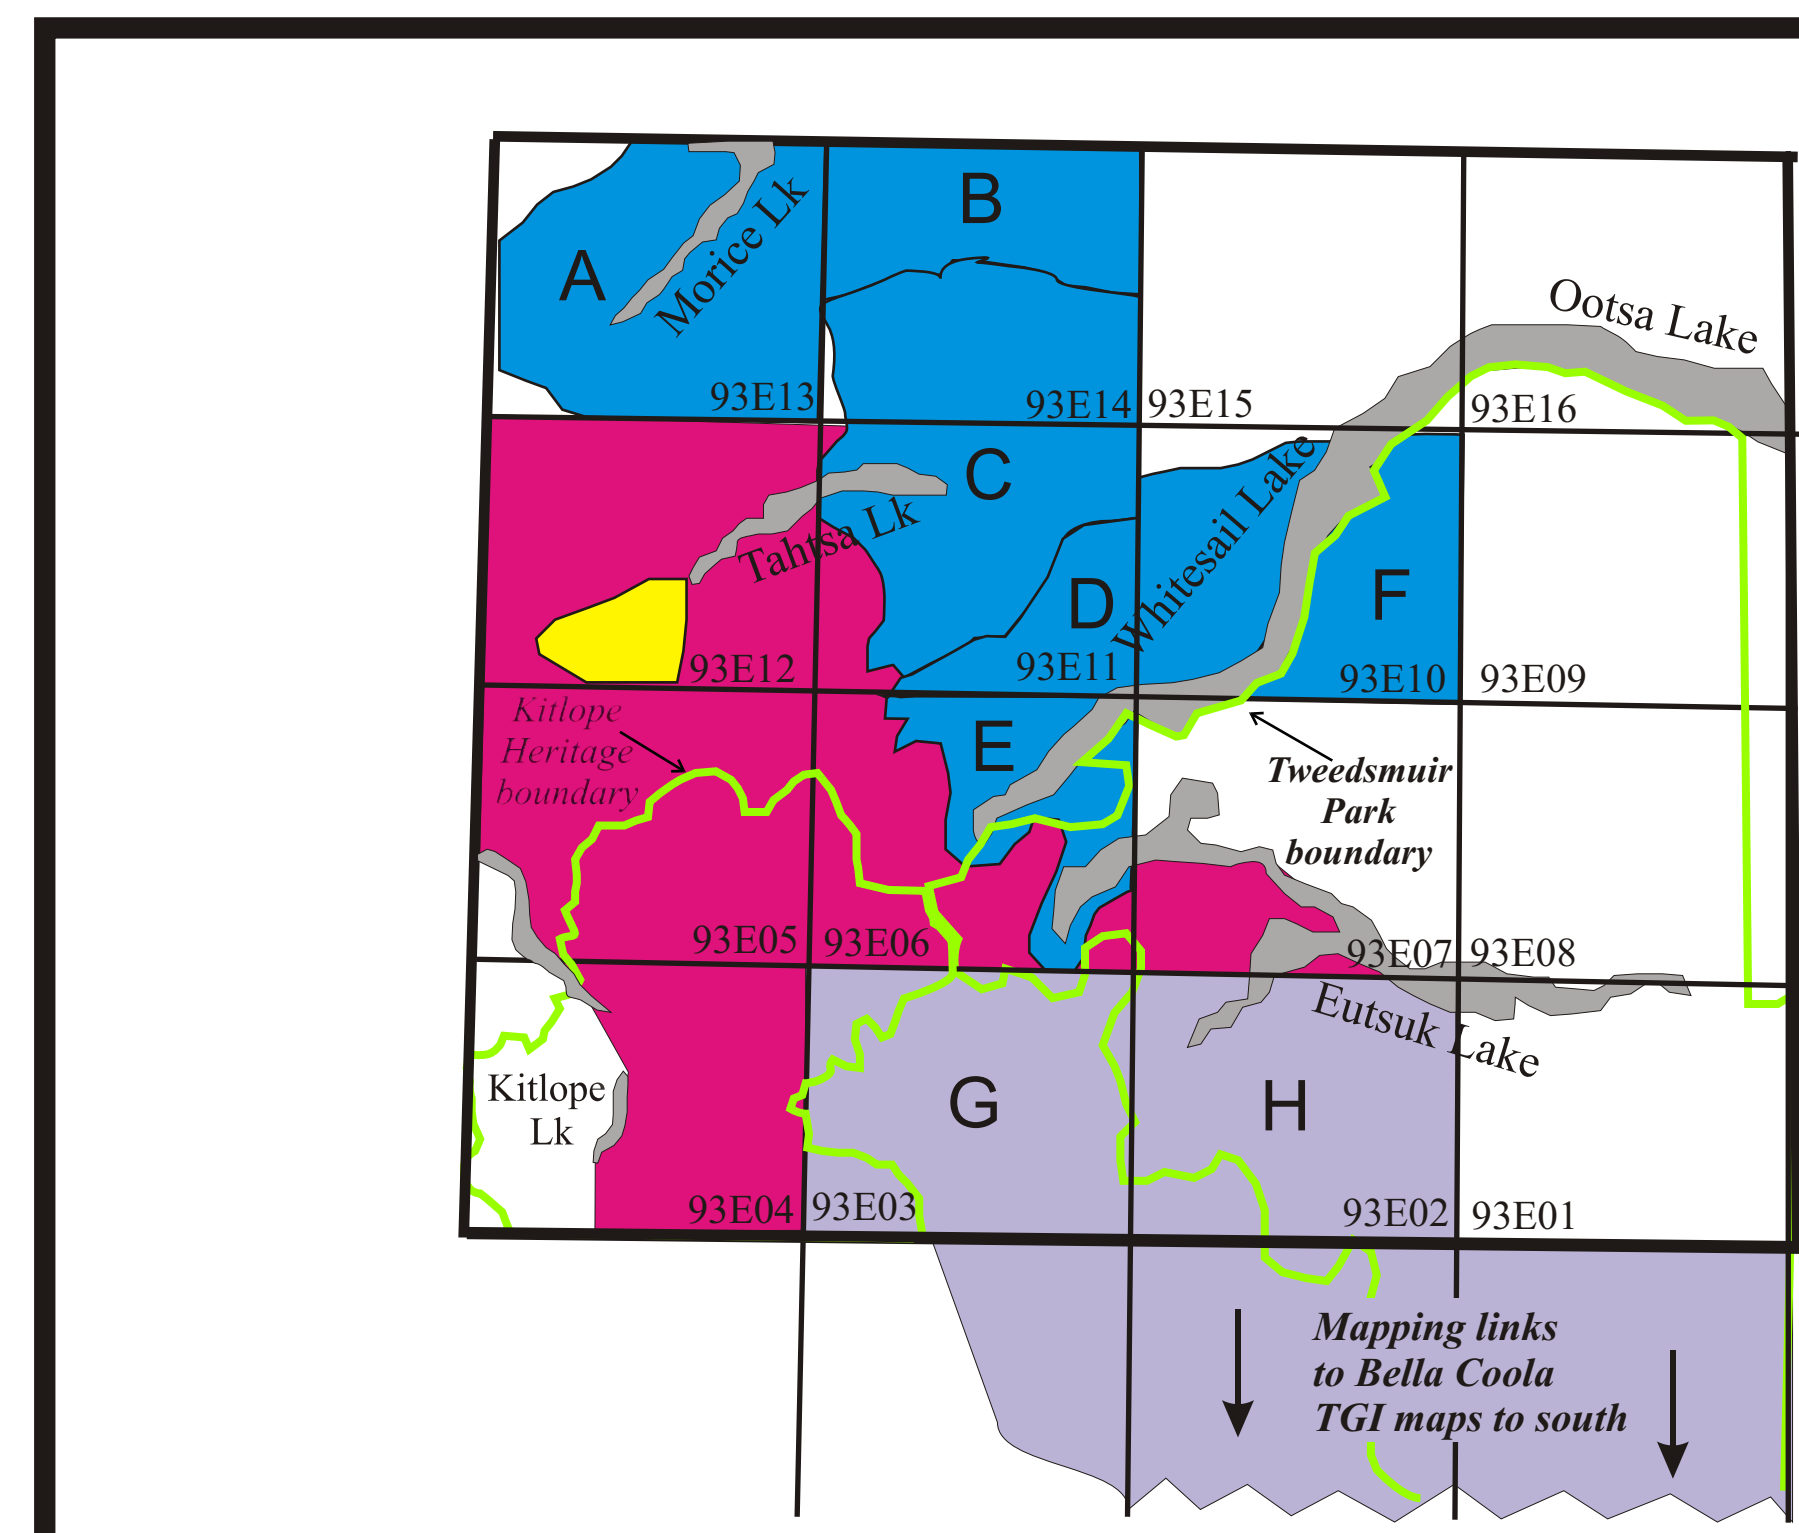 B
A
Morice Lk
Ootsa Lake
93E13
93E14
93E15
93E16
C
Tahtsa Lk
Whitesail Lake
D
F
93E12
93E11
93E10
93E09
Kitlope
Heritage
boundary
E
Tweedsmuir
Park
boundary
93E05
93E06
93E07
93E08
Eutsuk Lake
Kitlope
Lk
G
H
93E04
93E03
93E02
93E01
Mapping links
to Bella Coola
TGI maps to south